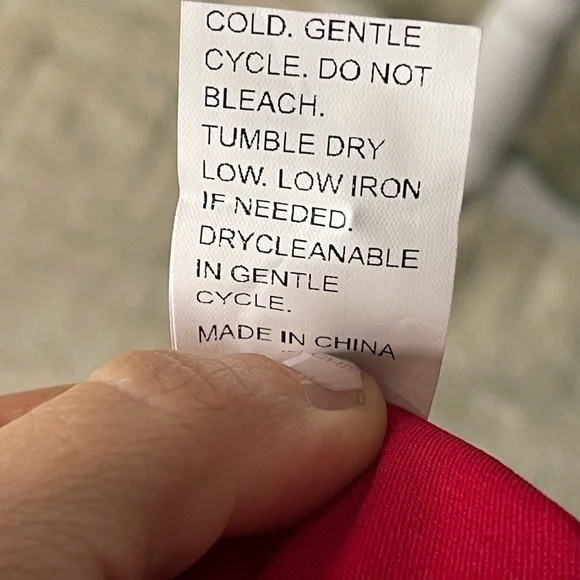 COLD. GENTLE
CYCLE. DO NOT
BLEACH.
TUMBLE DRY
LOW. LOW IRON
IF NEEDED.
DRYCLEANABLE
IN GENTLE
CYCLE.
MADE IN CHINA